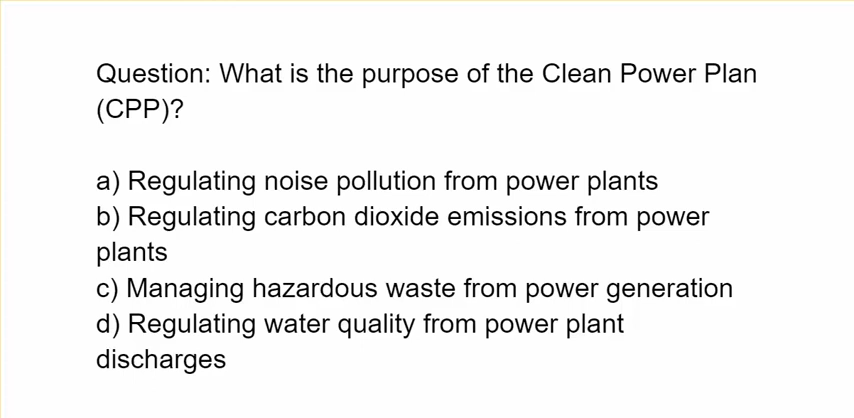 Question: What is the purpose of the Clean Power Plan
(CPP)?
a) Regulating noise pollution from power plants
b) Regulating carbon dioxide emissions from power
plants
c) Managing hazardous waste from power generation
d) Regulating water quality from power plant
discharges